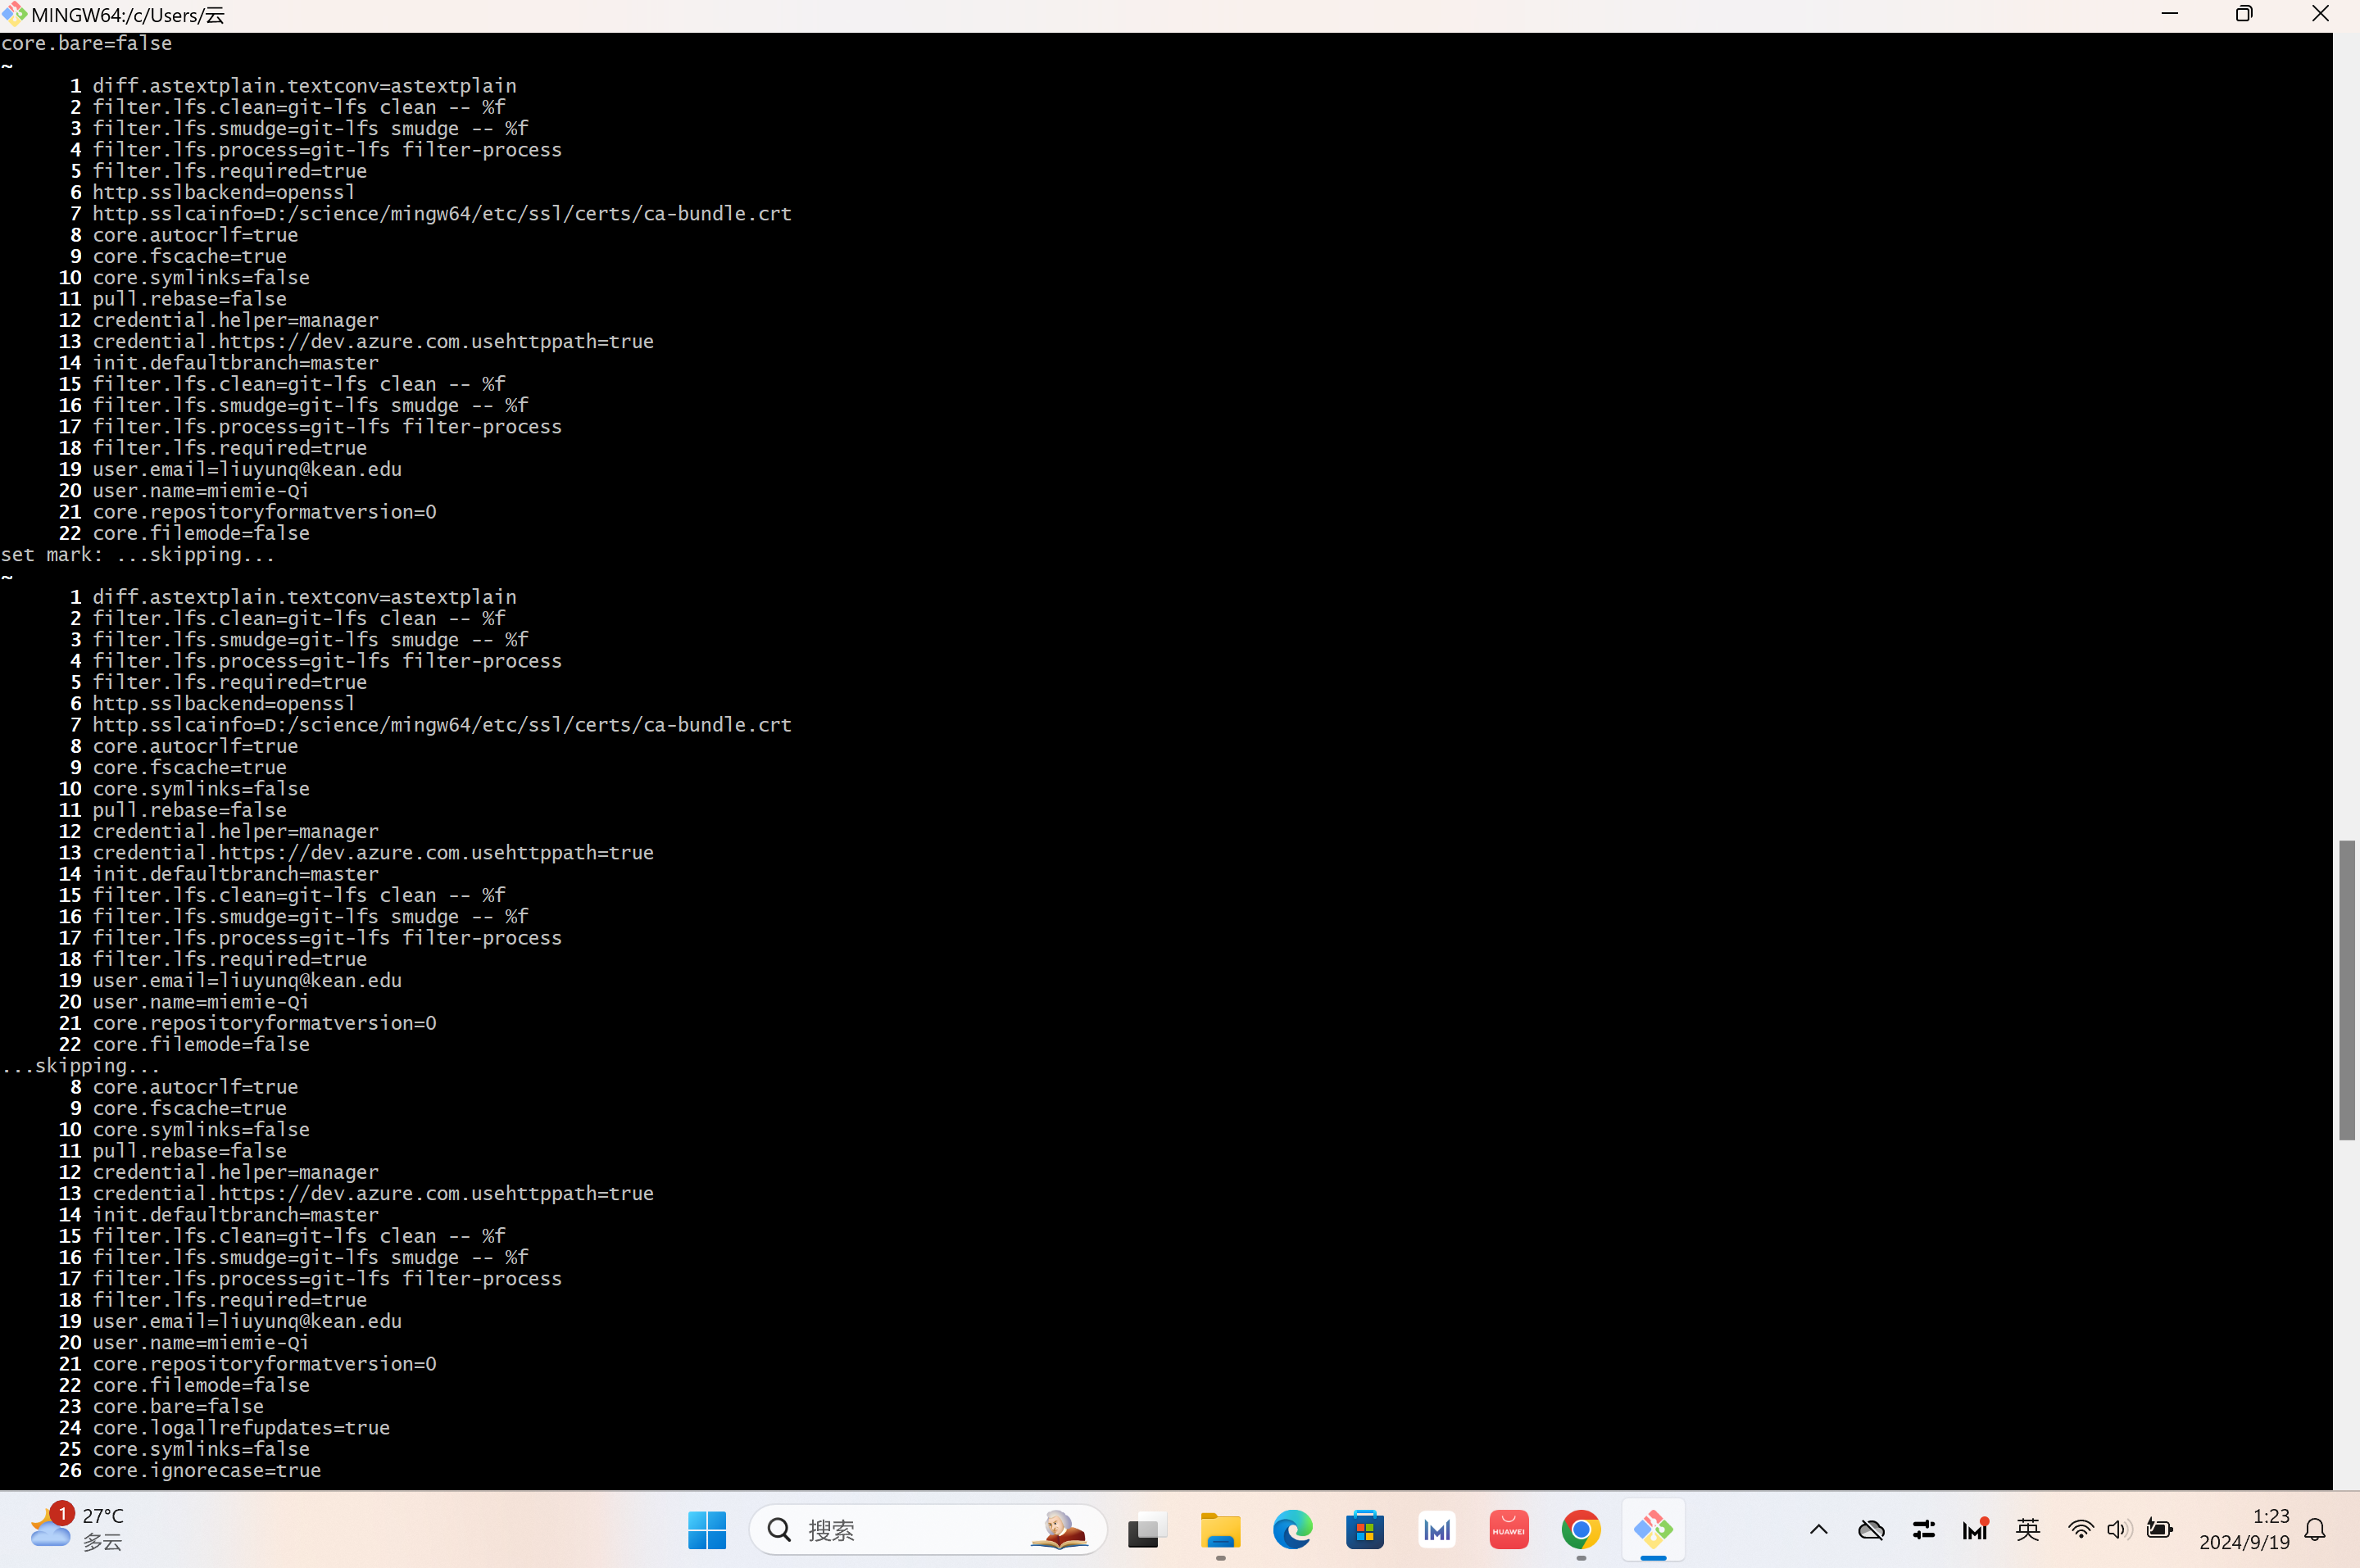 MINGW64:/c/Users/云
core.bare=false
~
1 diff.astextplain.textconv=astextplain
2 filter.lfs.clean=git-lfs clean -- %f
3 filter.lfs.smudge=git-lfs smudge -- %f
4 filter.lfs.process=git-lfs filter-process
5 filter.lfs.required=true
6 http.sslbackend=openssl
7 http.sslcainfo=D:/science/mingw64/etc/ssl/certs/ca-bundle.crt
8 core.autocrlf=true
9 core.fscache=true
10 core.symlinks=false
11 pull.rebase=false
12 credential.helper=manager
13 credential.https://dev.azure.com.usehttppath=true
14 init.defaultbranch=master
15 filter.lfs.clean=git-lfs clean -- %f
16 filter.lfs.smudge=git-lfs smudge -- %f
17 filter.lfs.process=git-lfs filter-process
18 filter.lfs.required=true
19 user.email=liuyunq@kean.edu
20 user.name=miemie-Qi
21 core.repositoryformatversion=0
22 core.filemode=false
set mark: ...skipping...
~
1 diff.astextplain.textconv=astextplain
2 filter.lfs.clean=git-lfs clean -- %f
3 filter.lfs.smudge=git-lfs smudge -- %f
4 filter.lfs.process=git-lfs filter-process
5 filter.lfs.required=true
6 http.sslbackend=openssl
7 http.sslcainfo=D:/science/mingw64/etc/ssl/certs/ca-bundle.crt
8 core.autocrlf=true
9 core.fscache=true
10 core.symlinks=false
11 pull.rebase=false
12 credential.helper=manager
13 credential.https://dev.azure.com.usehttppath=true
14 init.defaultbranch=master
15 filter.lfs.clean=git-lfs clean -- %f
16 filter.lfs.smudge=git-lfs smudge -- %f
17 filter.lfs.process=git-lfs filter-process
18 filter.lfs.required=true
19 user.email=liuyunq@kean.edu
20 user.name=miemie-Qi
21 core.repositoryformatversion=0
22 core.filemode=false
...skipping...
8 core.autocrlf=true
9 core.fscache=true
10 core.symlinks=false
11 pull.rebase=false
12 credential.helper=manager
13 credential.https://dev.azure.com.usehttppath=true
14 init.defaultbranch=master
15 filter.lfs.clean=git-lfs clean -- %f
16 filter.lfs.smudge=git-lfs smudge -- %f
17 filter.lfs.process=git-lfs filter-process
18 filter.lfs.required=true
19 user.email=liuyunq@kean.edu
20 user.name=miemie-Qi
21 core.repositoryformatversion=0
22 core.filemode=false
23 core.bare=false
24 core.logallrefupdates=true
25 core.symlinks=false
26 core.ignorecase=true
1
27°C
多云
搜索
HUAWEI
英
1:23
2024/9/19